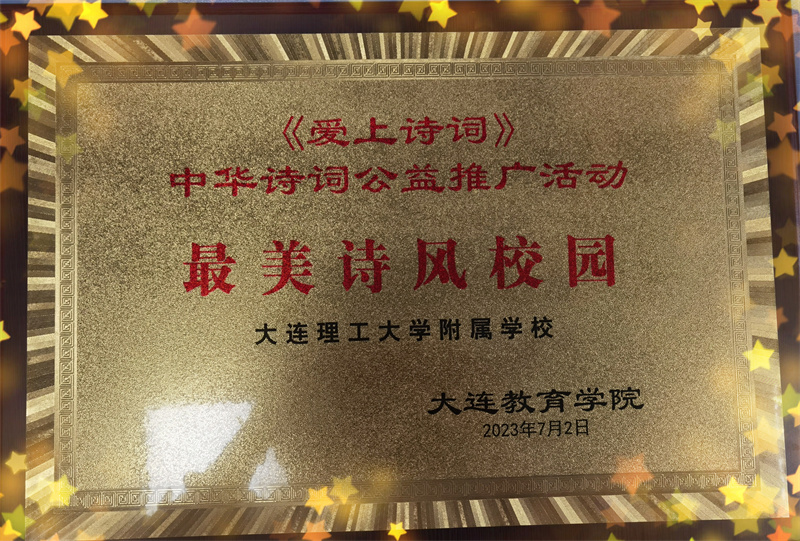 《爱上诗词》
中华诗词公益推广活动
最美诗风校园
大连理工大学附属学校
大连教育学院
2023年7月2日